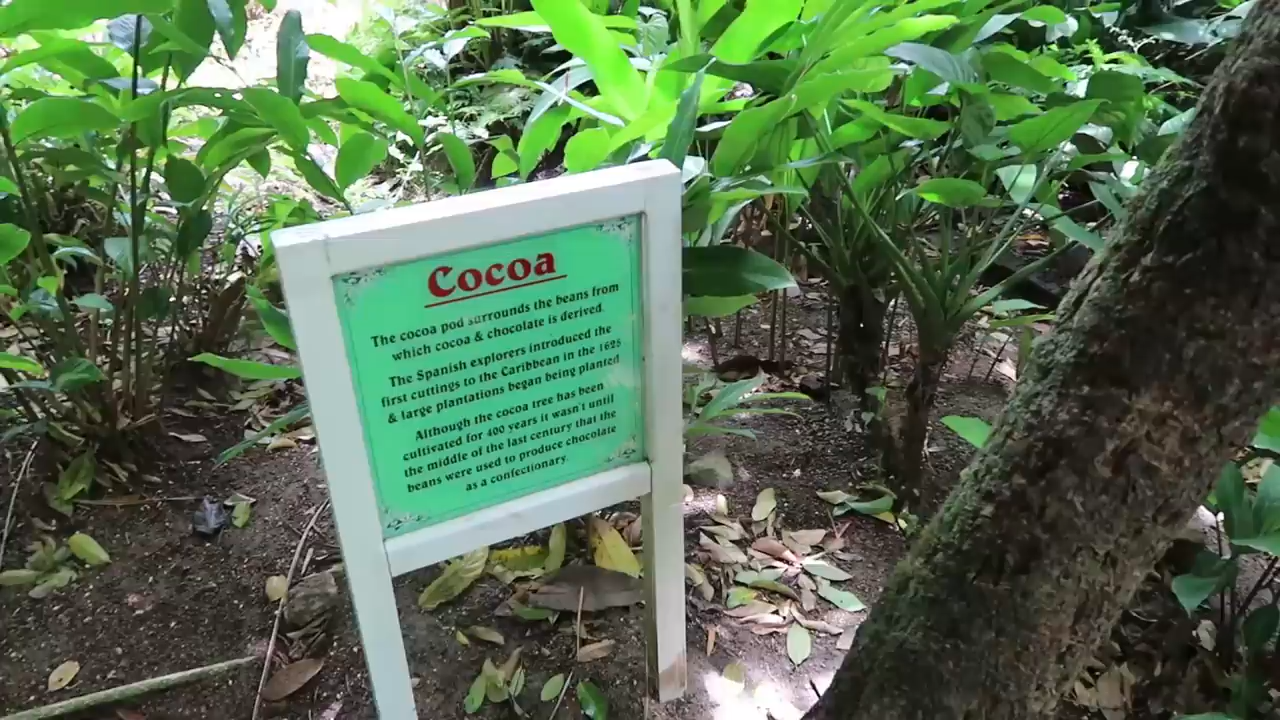 Cocoa
The cocoa pod surrounds the beans from
which cocoa & chocolate is derived.
The Spanish explorers introduced the
first cuttings to the Caribbean in the 1625
& large plantations began being planted
Although the cocoa tree has been
cultivated for 400 years it wasn't until
the middle of the last century that the
beans were used to produce chocolate
as a confectionary.